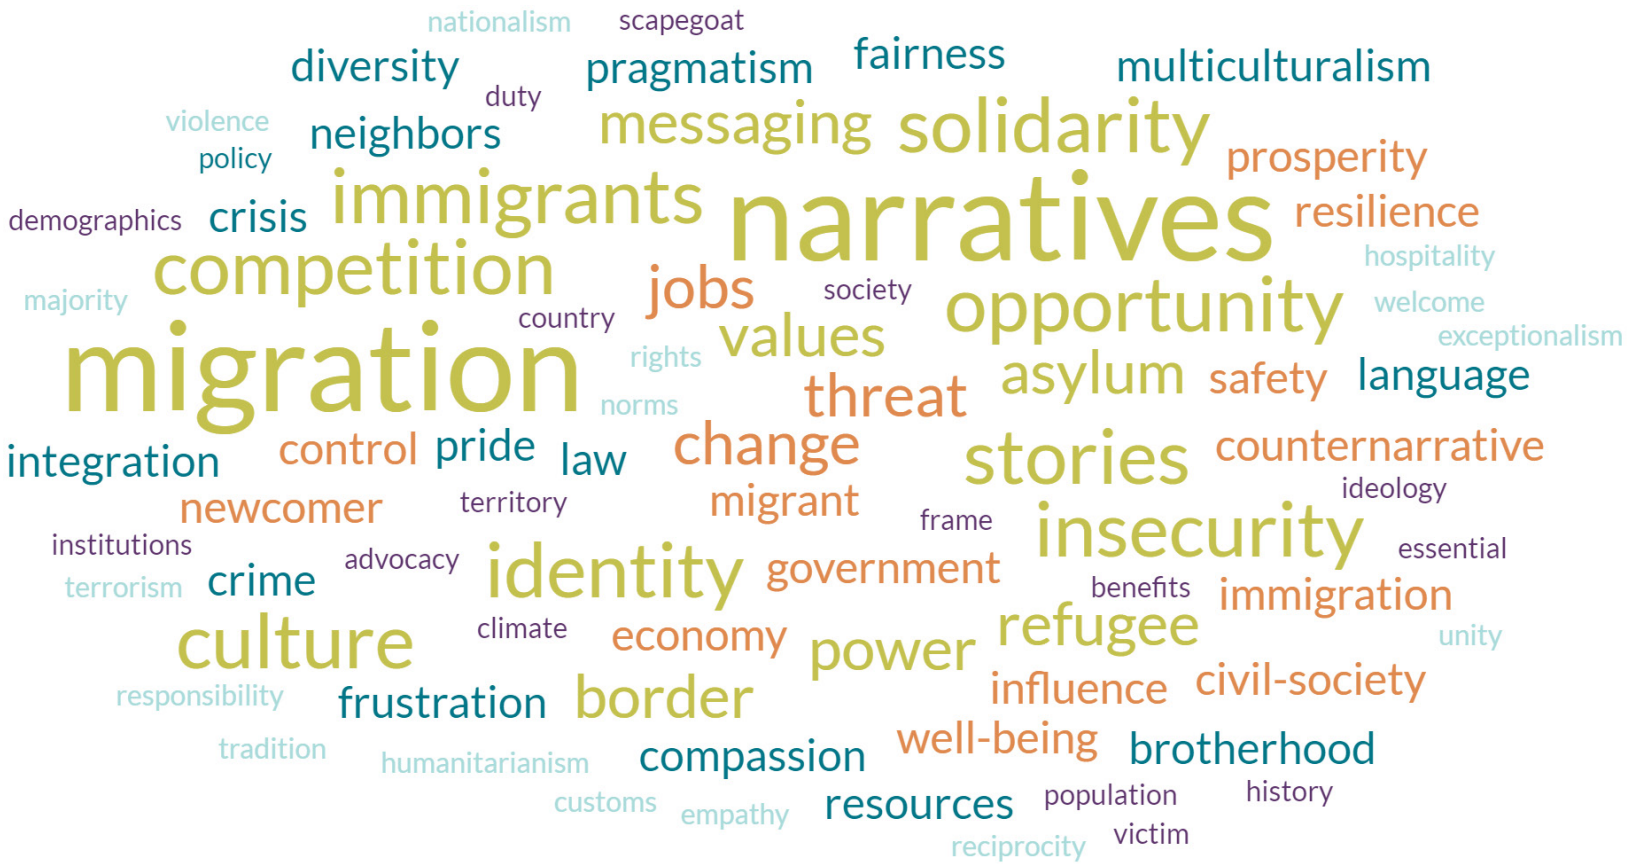 nationalism scapegoat
diversity pragmatism fairness multiculturalism
duty
violence neighbors messaging solidarity
policy prosperity
demographics crisis immigrants narratives resilience
hospitality
majority competition jobs society opportunity welcome
country values exceptionalism
migration rights asylum safety language
norms threat
integration control pride law change stories counternarrative
newcomer territory migrant ideology
institutions frame insecurity essential
terrorism crime advocacy identity government benefits immigration
culture climate economy power refugee unity
responsibility frustration border influence civil-society
tradition humanitarianism compassion well-being brotherhood
customs empathy resources population history
reciprocity victim